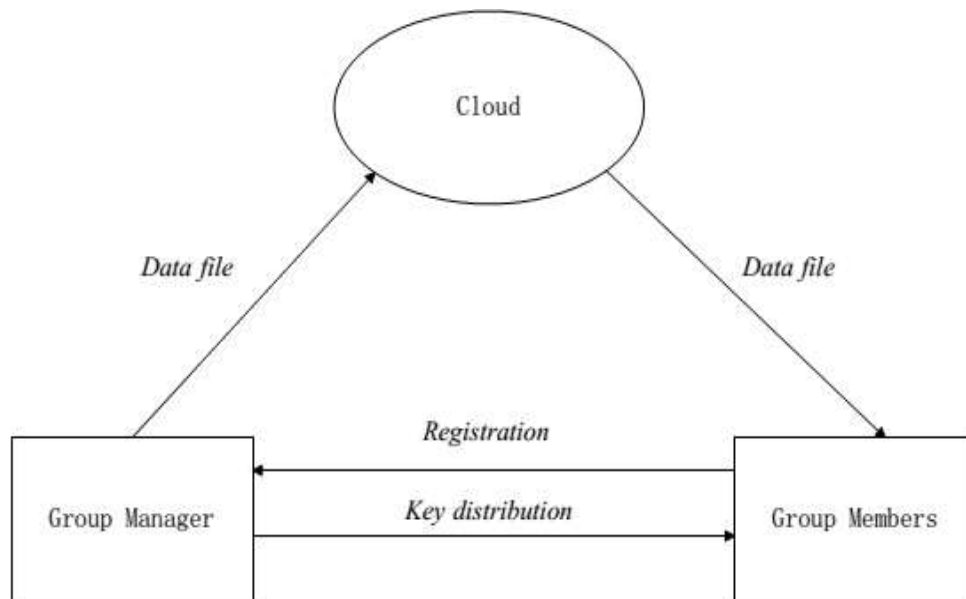 Cloud
Data file
Data file
Registration
Key distribution
Group Manager
Group Members